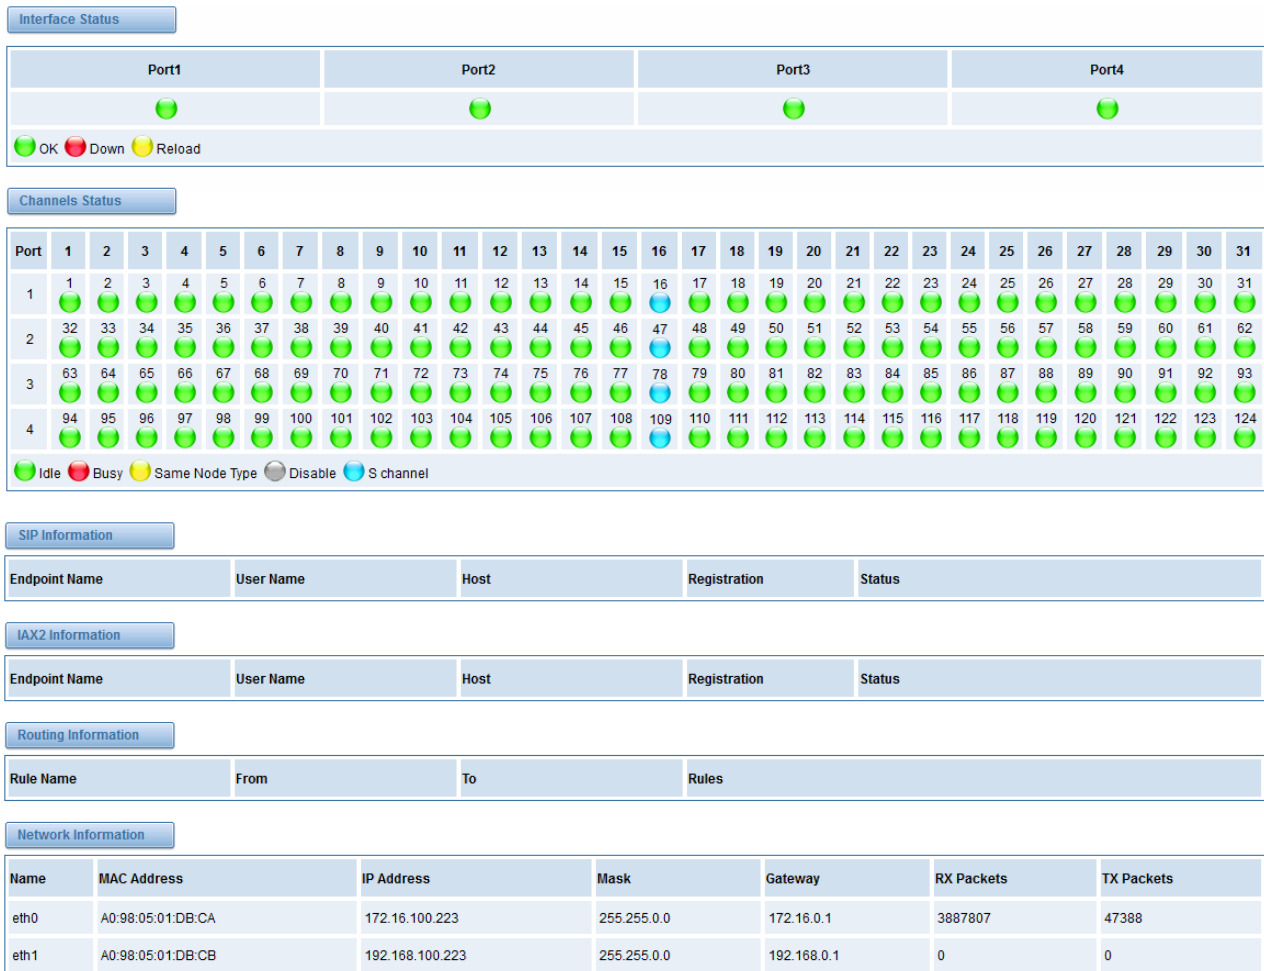 Interface Status
Port1 Port2 Port3 Port4
OK Down Reload
Channels Status
Port 1 2 3 4 5 6 7 8 9 10 11 12 13 14 15 16 17 18 19 20 21 22 23 24 25 26 27 28 29 30 31
1 2 3 4 5 6 7 8 9 10 11 12 13 14 15 16 17 18 19 20 21 22 23 24 25 26 27 28 29 30 31
1
32 33 34 35 36 37 38 39 40 41 42 43 44 45 46 47 48 49 50 51 52 53 54 55 56 57 58 59 60 61 62
2
63 64 65 66 67 68 69 70 71 72 73 74 75 76 77 78 79 80 81 82 83 84 85 86 87 88 89 90 91 92 93
3
94 95 96 97 98 99 100 101 102 103 104 105 106 107 108 109 110 111 112 113 114 115 116 117 118 119 120 121 122 123 124
4
Idle Busy Same Node Type Disable S channel
SIP Information
Endpoint Name User Name Host Registration Status
IAX2 Information
Endpoint Name User Name Host Registration Status
Routing Information
Rule Name From To Rules
Network Information
Name MAC Address IP Address Mask Gateway RX Packets TX Packets
eth0 A0:98:05:01:DB:CA 172.16.100.223 255.255.0.0 172.16.0.1 3887807 47388
eth1 A0:98:05:01:DB:CB 192.168.100.223 255.255.0.0 192.168.0.1 0 0